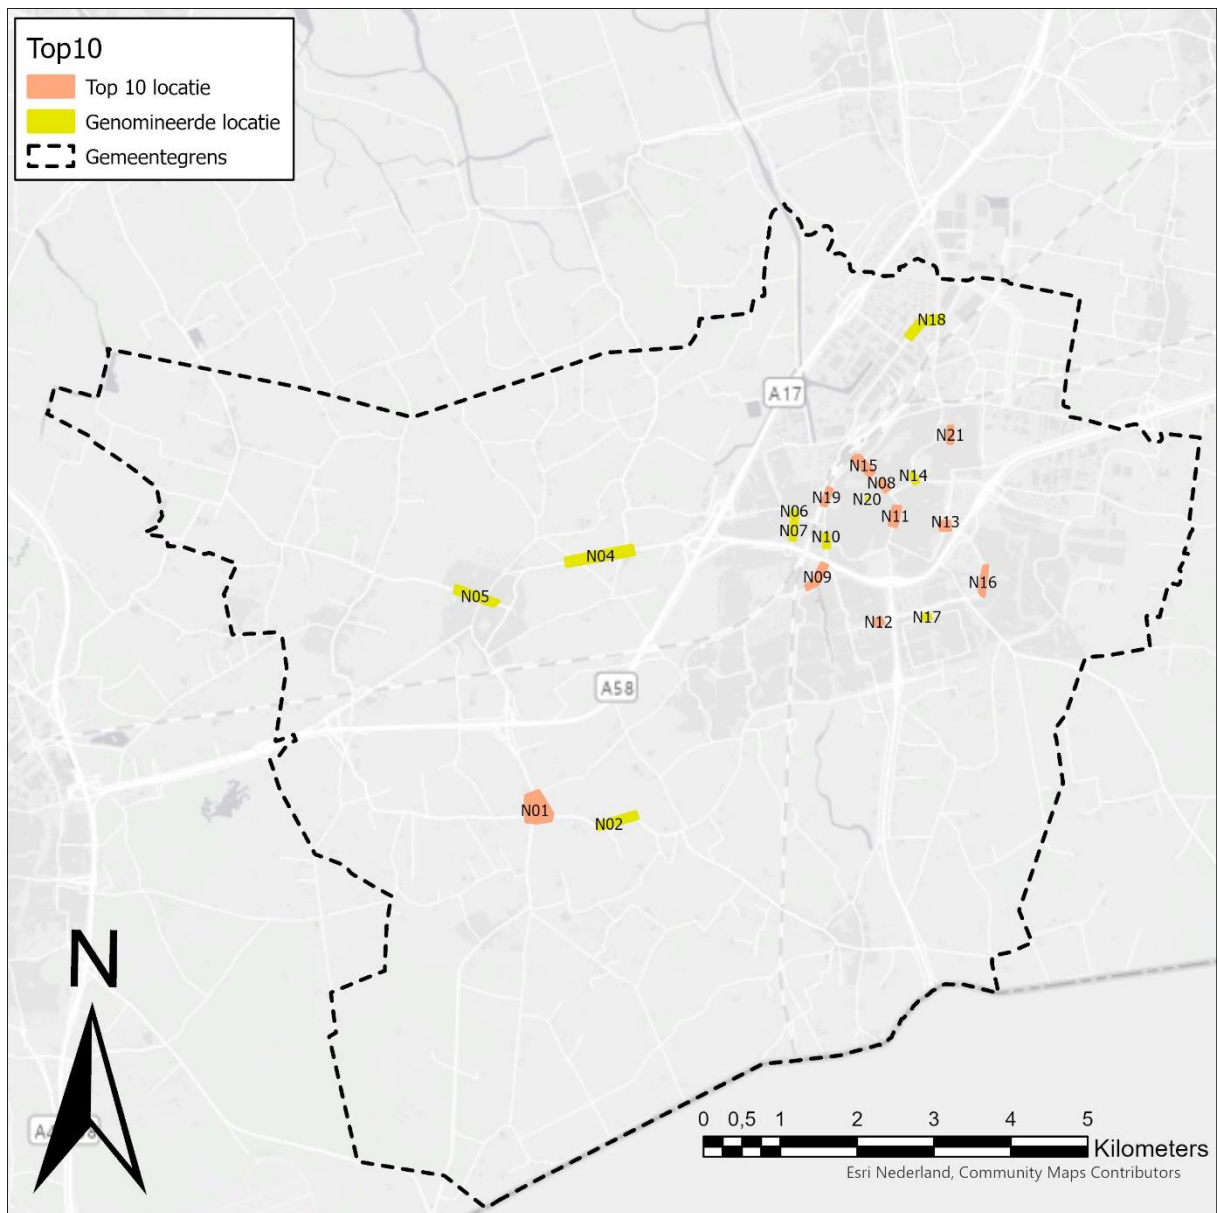 Top10
Top 10 locatie
Genomineerde locatie
Gemeentegrens
N18
A17
N21
N15
N08
N14
N19
N20
N06
N11
N13
N07
N10
N04
N09
N16
N05
N12
N17
A58
N01
N02
N
0 0,5 1 2 3 4 5
Kilometers
Esri Nederland, Community Maps Contributors